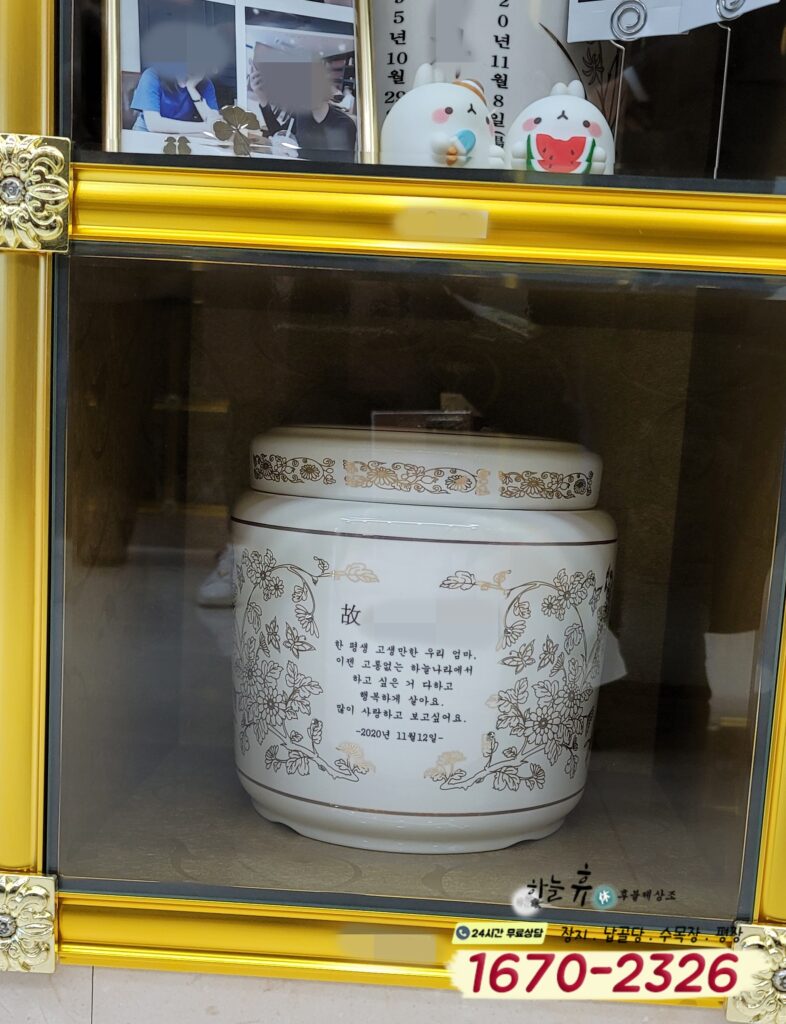 5년 10월
20년 11월 8일
故
한 평생 고생만한 우리 엄마,
이젠 고통없는 하늘나라에서
하고 싶은 거 다하고
행복하게 살아요.
많이 사랑하고 보고싶어요.
-2020년 11월12일-
하늘휴 후불제상조
24시간 무료상담 장지 . 납골당 . 수목장 . 평장
1670-2326